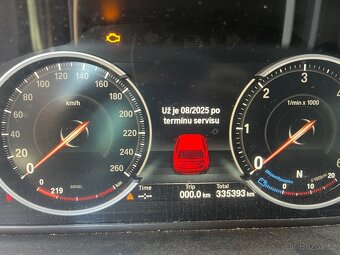 Už je 08/2025 po
termínu servisu
km/h
0 20 40 60 80 100 120 140 160 180 200 220 240 260
1/min x 1000
0 1 2 3 4 5 6
0 219 DIESEL km
Time
--:--
Trip
000.0 km
Total
335393 km
N
0 10 20